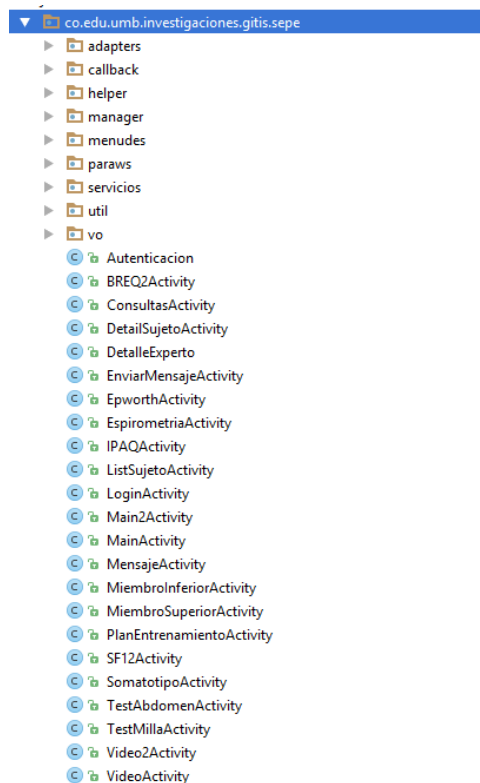 co.edu.umb.investigaciones.gitis.sepe
adapters
callback
helper
manager
menudes
paraws
servicios
util
vo
Autenticacion
BREQ2Activity
ConsultasActivity
DetailSujetoActivity
DetalleExperto
EnviarMensajeActivity
EpworthActivity
EspirometriaActivity
IPAQActivity
ListSujetoActivity
LoginActivity
Main2Activity
MainActivity
MensajeActivity
MiembroInferiorActivity
MiembroSuperiorActivity
PlanEntrenamientoActivity
SF12Activity
SomatotipoActivity
TestAbdomenActivity
TestMillaActivity
Video2Activity
VideoActivity